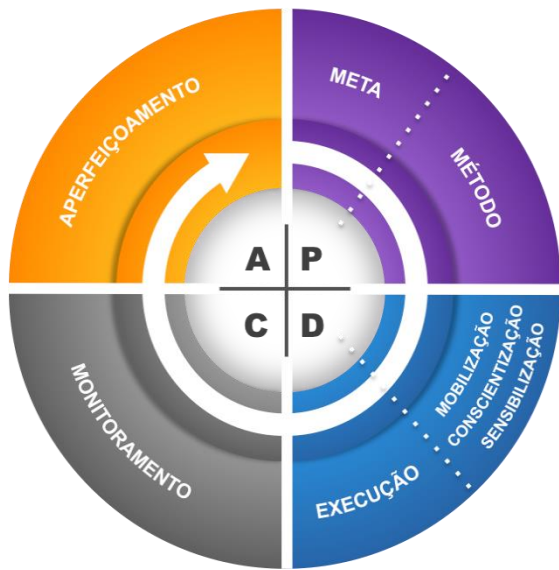 APERFEIÇOAMENTO
META
MÉTODO
A P
C D
MONITORAMENTO
MOBILIZAÇÃO
CONSCIENTIZAÇÃO
SENSIBILIZAÇÃO
EXECUÇÃO